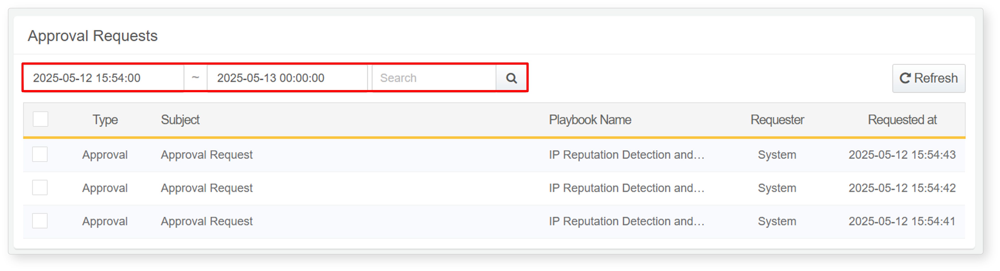 Approval Requests
2025-05-12 15:54:00 ~ 2025-05-13 00:00:00 Search Refresh
Type Subject Playbook Name Requester Requested at
Approval Approval Request IP Reputation Detection and... System 2025-05-12 15:54:43
Approval Approval Request IP Reputation Detection and... System 2025-05-12 15:54:42
Approval Approval Request IP Reputation Detection and... System 2025-05-12 15:54:41